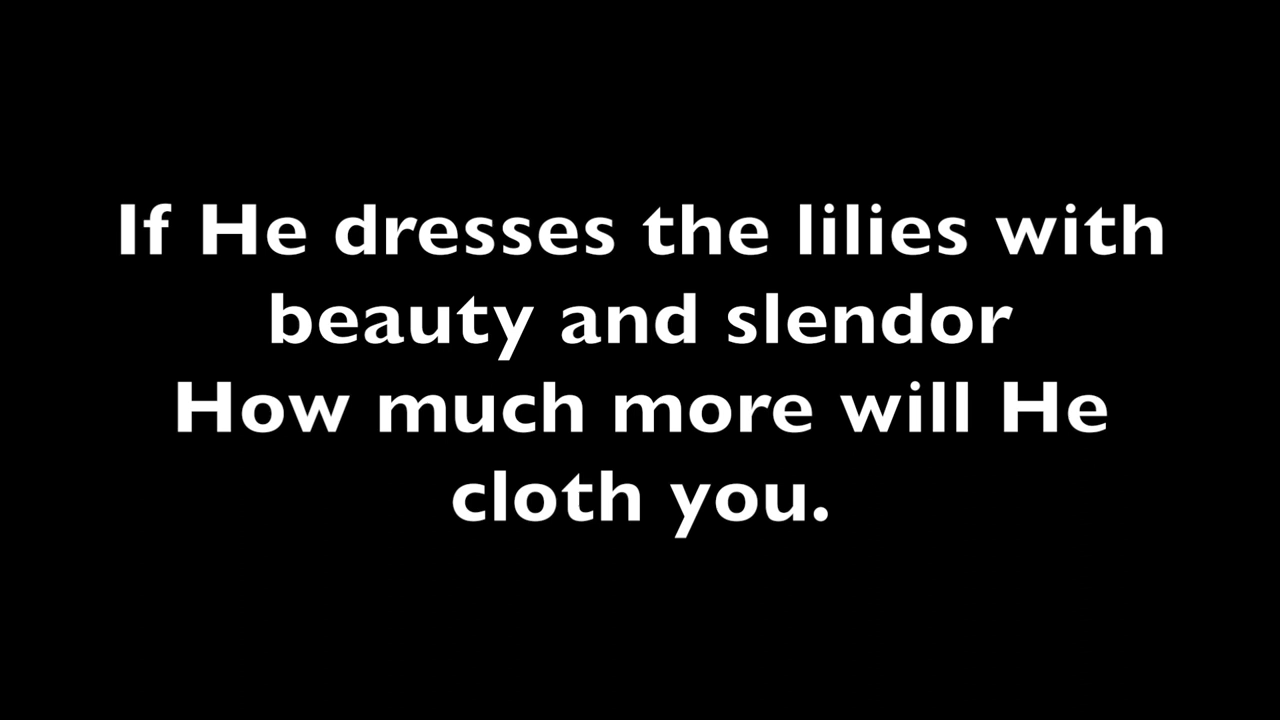 If He dresses the lilies with
beauty and slendor
How much more will He
cloth you.